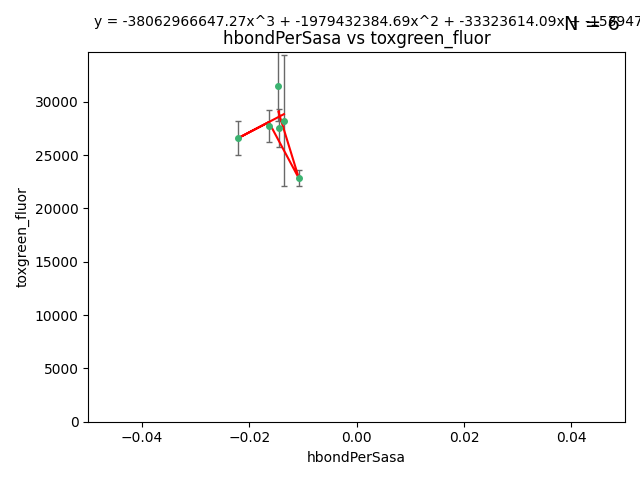 y = -38062966647.27x^3 + -1979432384.69x^2 + -33323614.09x +
N = 6
hbondPerSasa vs toxgreen_fluor
toxgreen_fluor
30000
25000
20000
15000
10000
5000
0
−0.04 −0.02 0.00 0.02 0.04
hbondPerSasa